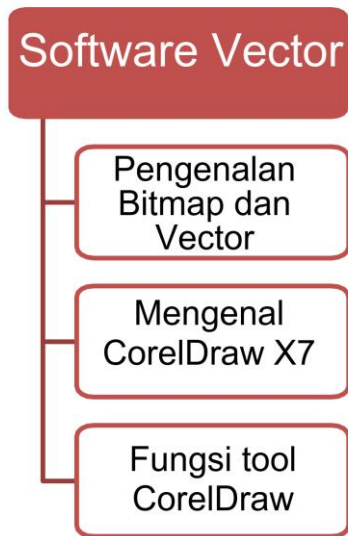 Software Vector
Pengenalan
Bitmap dan
Vector
Mengenal
CorelDraw X7
Fungsi tool
CorelDraw